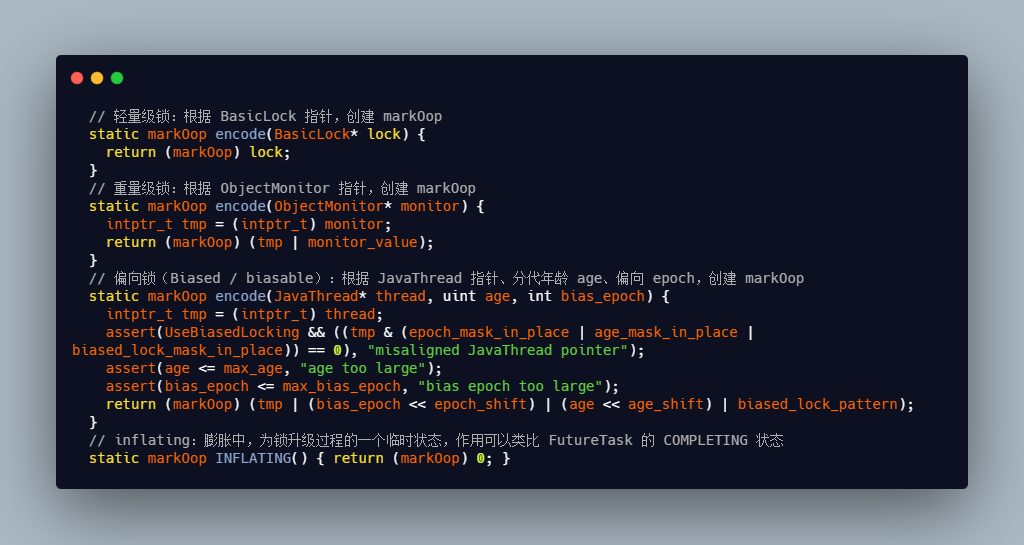 // 轻量级锁：根据 BasicLock 指针，创建 markOop
static markOop encode(BasicLock* lock) {
  return (markOop) lock;
}
// 重量级锁：根据 ObjectMonitor 指针，创建 markOop
static markOop encode(ObjectMonitor* monitor) {
  intptr_t tmp = (intptr_t) monitor;
  return (markOop) (tmp | monitor_value);
}
// 偏向锁（Biased / biasable）：根据 JavaThread 指针、分代年龄 age、偏向 epoch，创建 markOop
static markOop encode(JavaThread* thread, uint age, int bias_epoch) {
  intptr_t tmp = (intptr_t) thread;
  assert(UseBiasedLocking && ((tmp & (epoch_mask_in_place | age_mask_in_place |
biased_lock_mask_in_place)) == 0), "misaligned JavaThread pointer");
  assert(age <= max_age, "age too large");
  assert(bias_epoch <= max_bias_epoch, "bias epoch too large");
  return (markOop) (tmp | (bias_epoch << epoch_shift) | (age << age_shift) | biased_lock_pattern);
}
// inflating：膨胀中，为锁升级过程的一个临时状态，作用可以类比 FutureTask 的 COMPLETING 状态
static markOop INFLATING() { return (markOop) 0; }